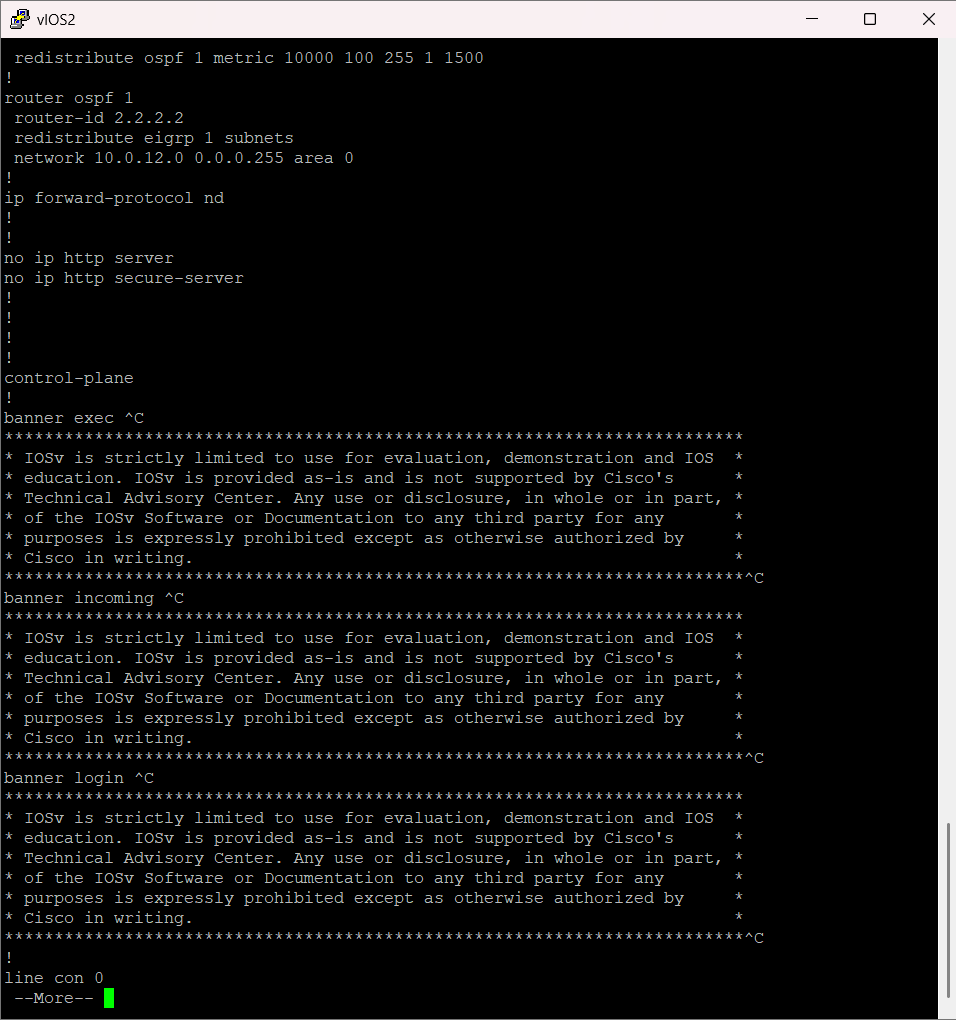 vIOS2
 redistribute ospf 1 metric 10000 100 255 1 1500
!
router ospf 1
 router-id 2.2.2.2
 redistribute eigrp 1 subnets
 network 10.0.12.0 0.0.0.255 area 0
!
ip forward-protocol nd
!
!
no ip http server
no ip http secure-server
!
!
!
!
control-plane
!
banner exec ^C
**************************************************************************
* IOSv is strictly limited to use for evaluation, demonstration and IOS  *
* education. IOSv is provided as-is and is not supported by Cisco's      *
* Technical Advisory Center. Any use or disclosure, in whole or in part, *
* of the IOSv Software or Documentation to any third party for any       *
* purposes is expressly prohibited except as otherwise authorized by     *
* Cisco in writing.                                                      *
**************************************************************************^C
banner incoming ^C
**************************************************************************
* IOSv is strictly limited to use for evaluation, demonstration and IOS  *
* education. IOSv is provided as-is and is not supported by Cisco's      *
* Technical Advisory Center. Any use or disclosure, in whole or in part, *
* of the IOSv Software or Documentation to any third party for any       *
* purposes is expressly prohibited except as otherwise authorized by     *
* Cisco in writing.                                                      *
**************************************************************************^C
banner login ^C
**************************************************************************
* IOSv is strictly limited to use for evaluation, demonstration and IOS  *
* education. IOSv is provided as-is and is not supported by Cisco's      *
* Technical Advisory Center. Any use or disclosure, in whole or in part, *
* of the IOSv Software or Documentation to any third party for any       *
* purposes is expressly prohibited except as otherwise authorized by     *
* Cisco in writing.                                                      *
**************************************************************************^C
!
line con 0
 --More--